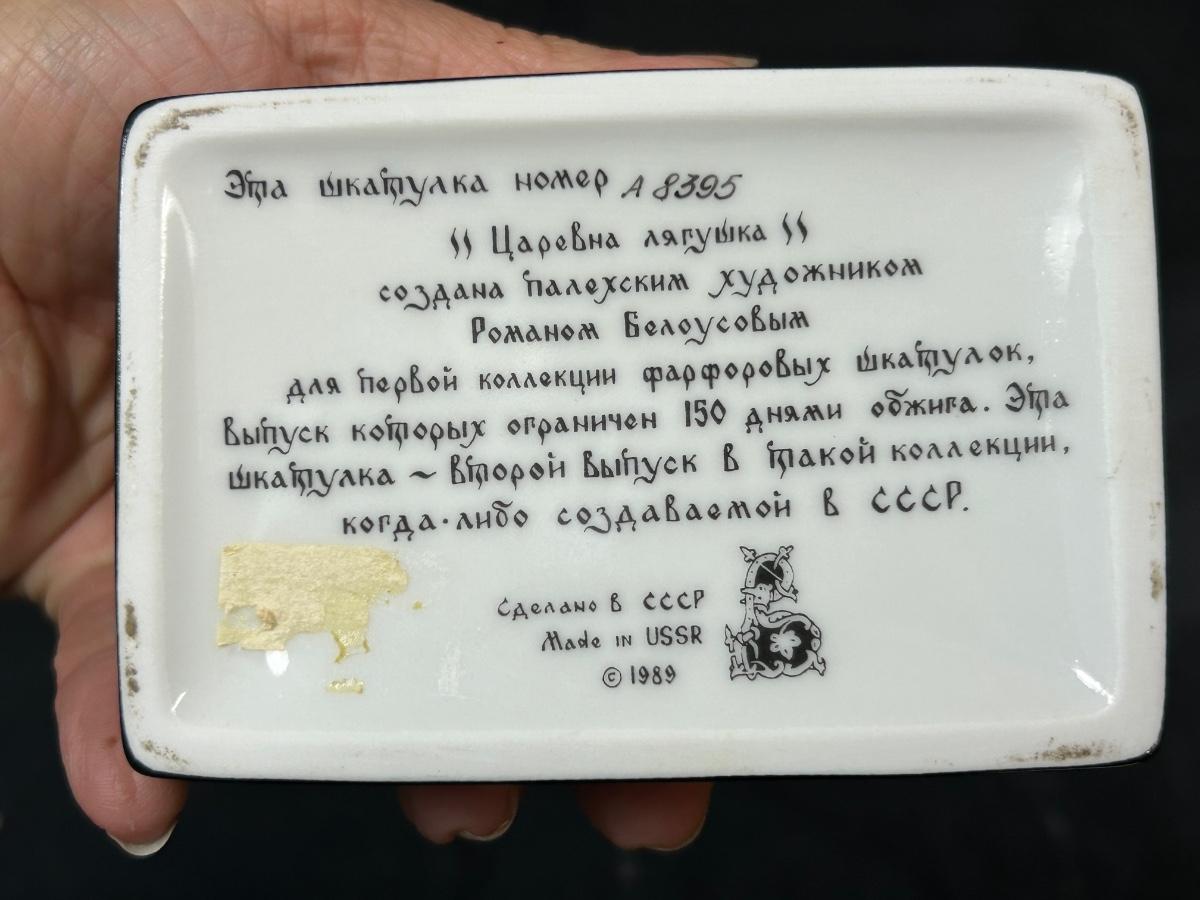 Эта шкатулка номер A 8395
"Царевна лягушка"
создана палехским художником
Романом Белоусовым
для первой коллекции фарфоровых шкатулок,
выпуск которых ограничен 150 днями обжига. Эта
шкатулка ~ второй выпуск в такой коллекции,
когда-либо создаваемой в СССР.
Сделано в СССР
Made in USSR
© 1989